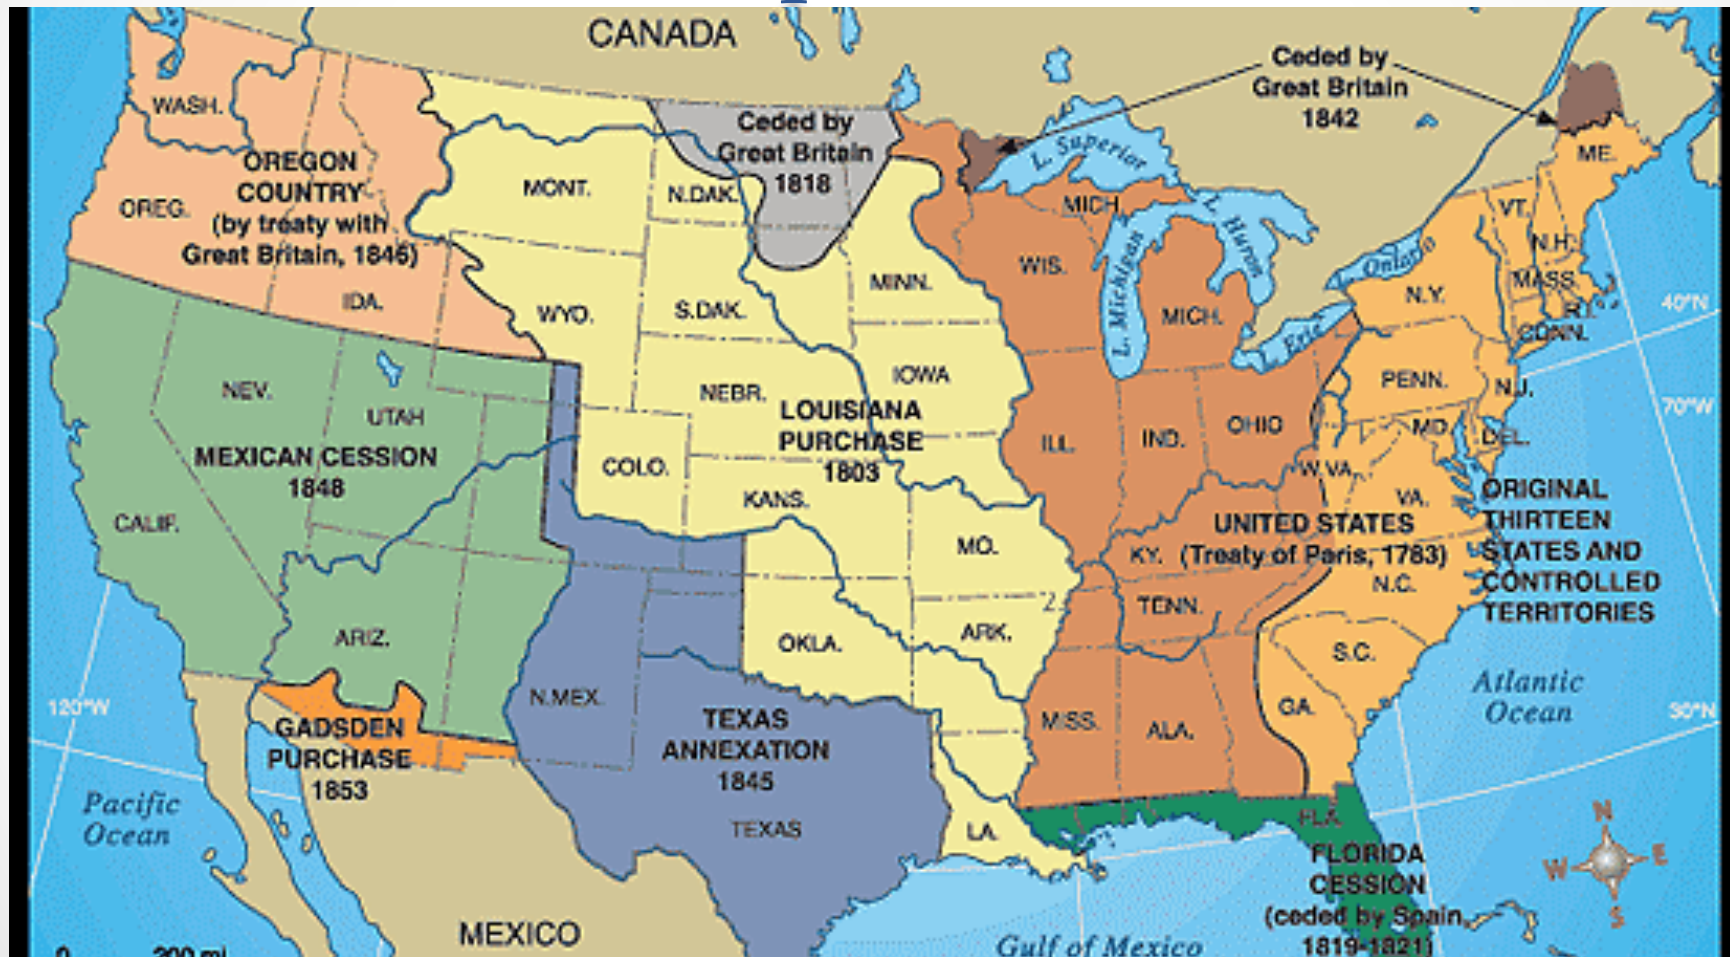 CANADA
Ceded by
Great Britain
1842
WASH.
OREGON
COUNTRY
(by treaty with
Great Britain, 1846)
OREG.
IDA.
MONT.
Ceded by
Great Britain
1818
N.DAK.
L. Superior
ME.
MICH.
L. Huron
VT.
N.H.
WIS.
L. Michigan
Ontario
MASS.
WYO.
S.DAK.
MINN.
MICH.
N.Y.
R.I.
40°N
CONN.
L. Erie
NEV.
UTAH
NEBR.
IOWA
PENN.
N.J.
70°W
LOUISIANA
PURCHASE
1803
MEXICAN CESSION
1848
COLO.
KANS.
ILL.
IND.
OHIO
MD.
DEL.
W.VA.
VA.
ORIGINAL
THIRTEEN
STATES AND
CONTROLLED
TERRITORIES
CALIF.
MO.
KY.
UNITED STATES
(Treaty of Paris, 1783)
N.C.
TENN.
ARIZ.
OKLA.
ARK.
S.C.
N.MEX.
TEXAS
ANNEXATION
1845
MISS.
ALA.
GA.
Atlantic
Ocean
30°N
120°W
GADSDEN
PURCHASE
1853
Pacific
Ocean
TEXAS
LA.
FLA.
FLORIDA
CESSION
(ceded by Spain,
1819-1821)
N
W
E
S
MEXICO
Gulf of Mexico
0 200 mi